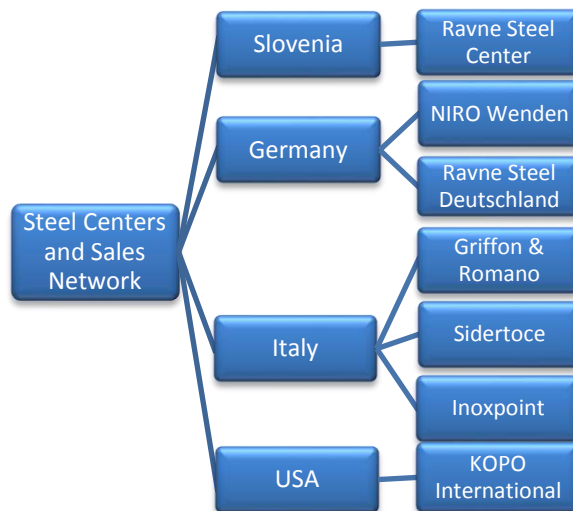 Steel Centers
and Sales
Network
Slovenia
Ravne Steel
Center
Germany
NIRO Wenden
Ravne Steel
Deutschland
Italy
Griffon &
Romano
Sidertoce
Inoxpoint
USA
KOPO
International